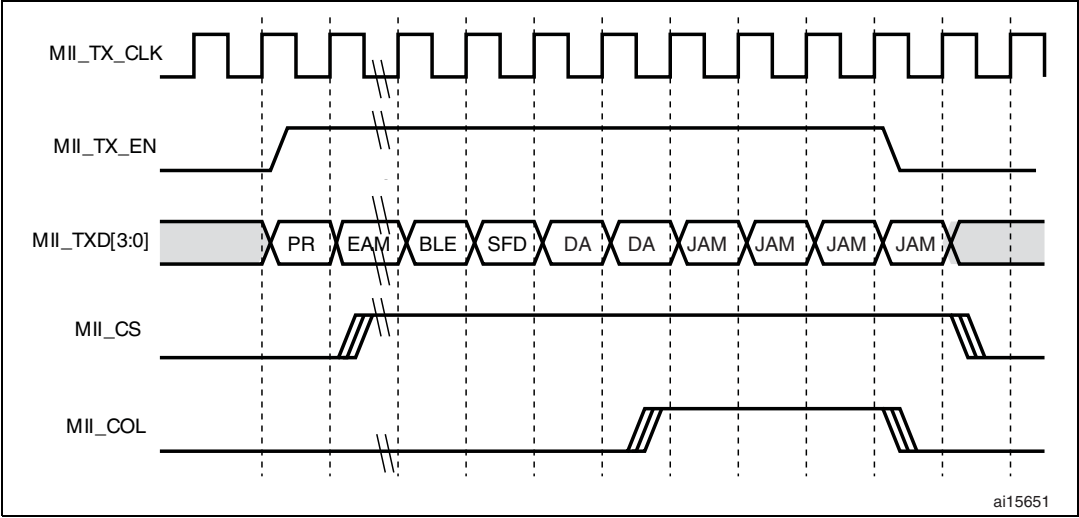 MII_TX_CLK
MII_TX_EN
MII_TXD[3:0] PR EAM BLE SFD DA DA JAM JAM JAM JAM
MII_CS
MII_COL
ai15651